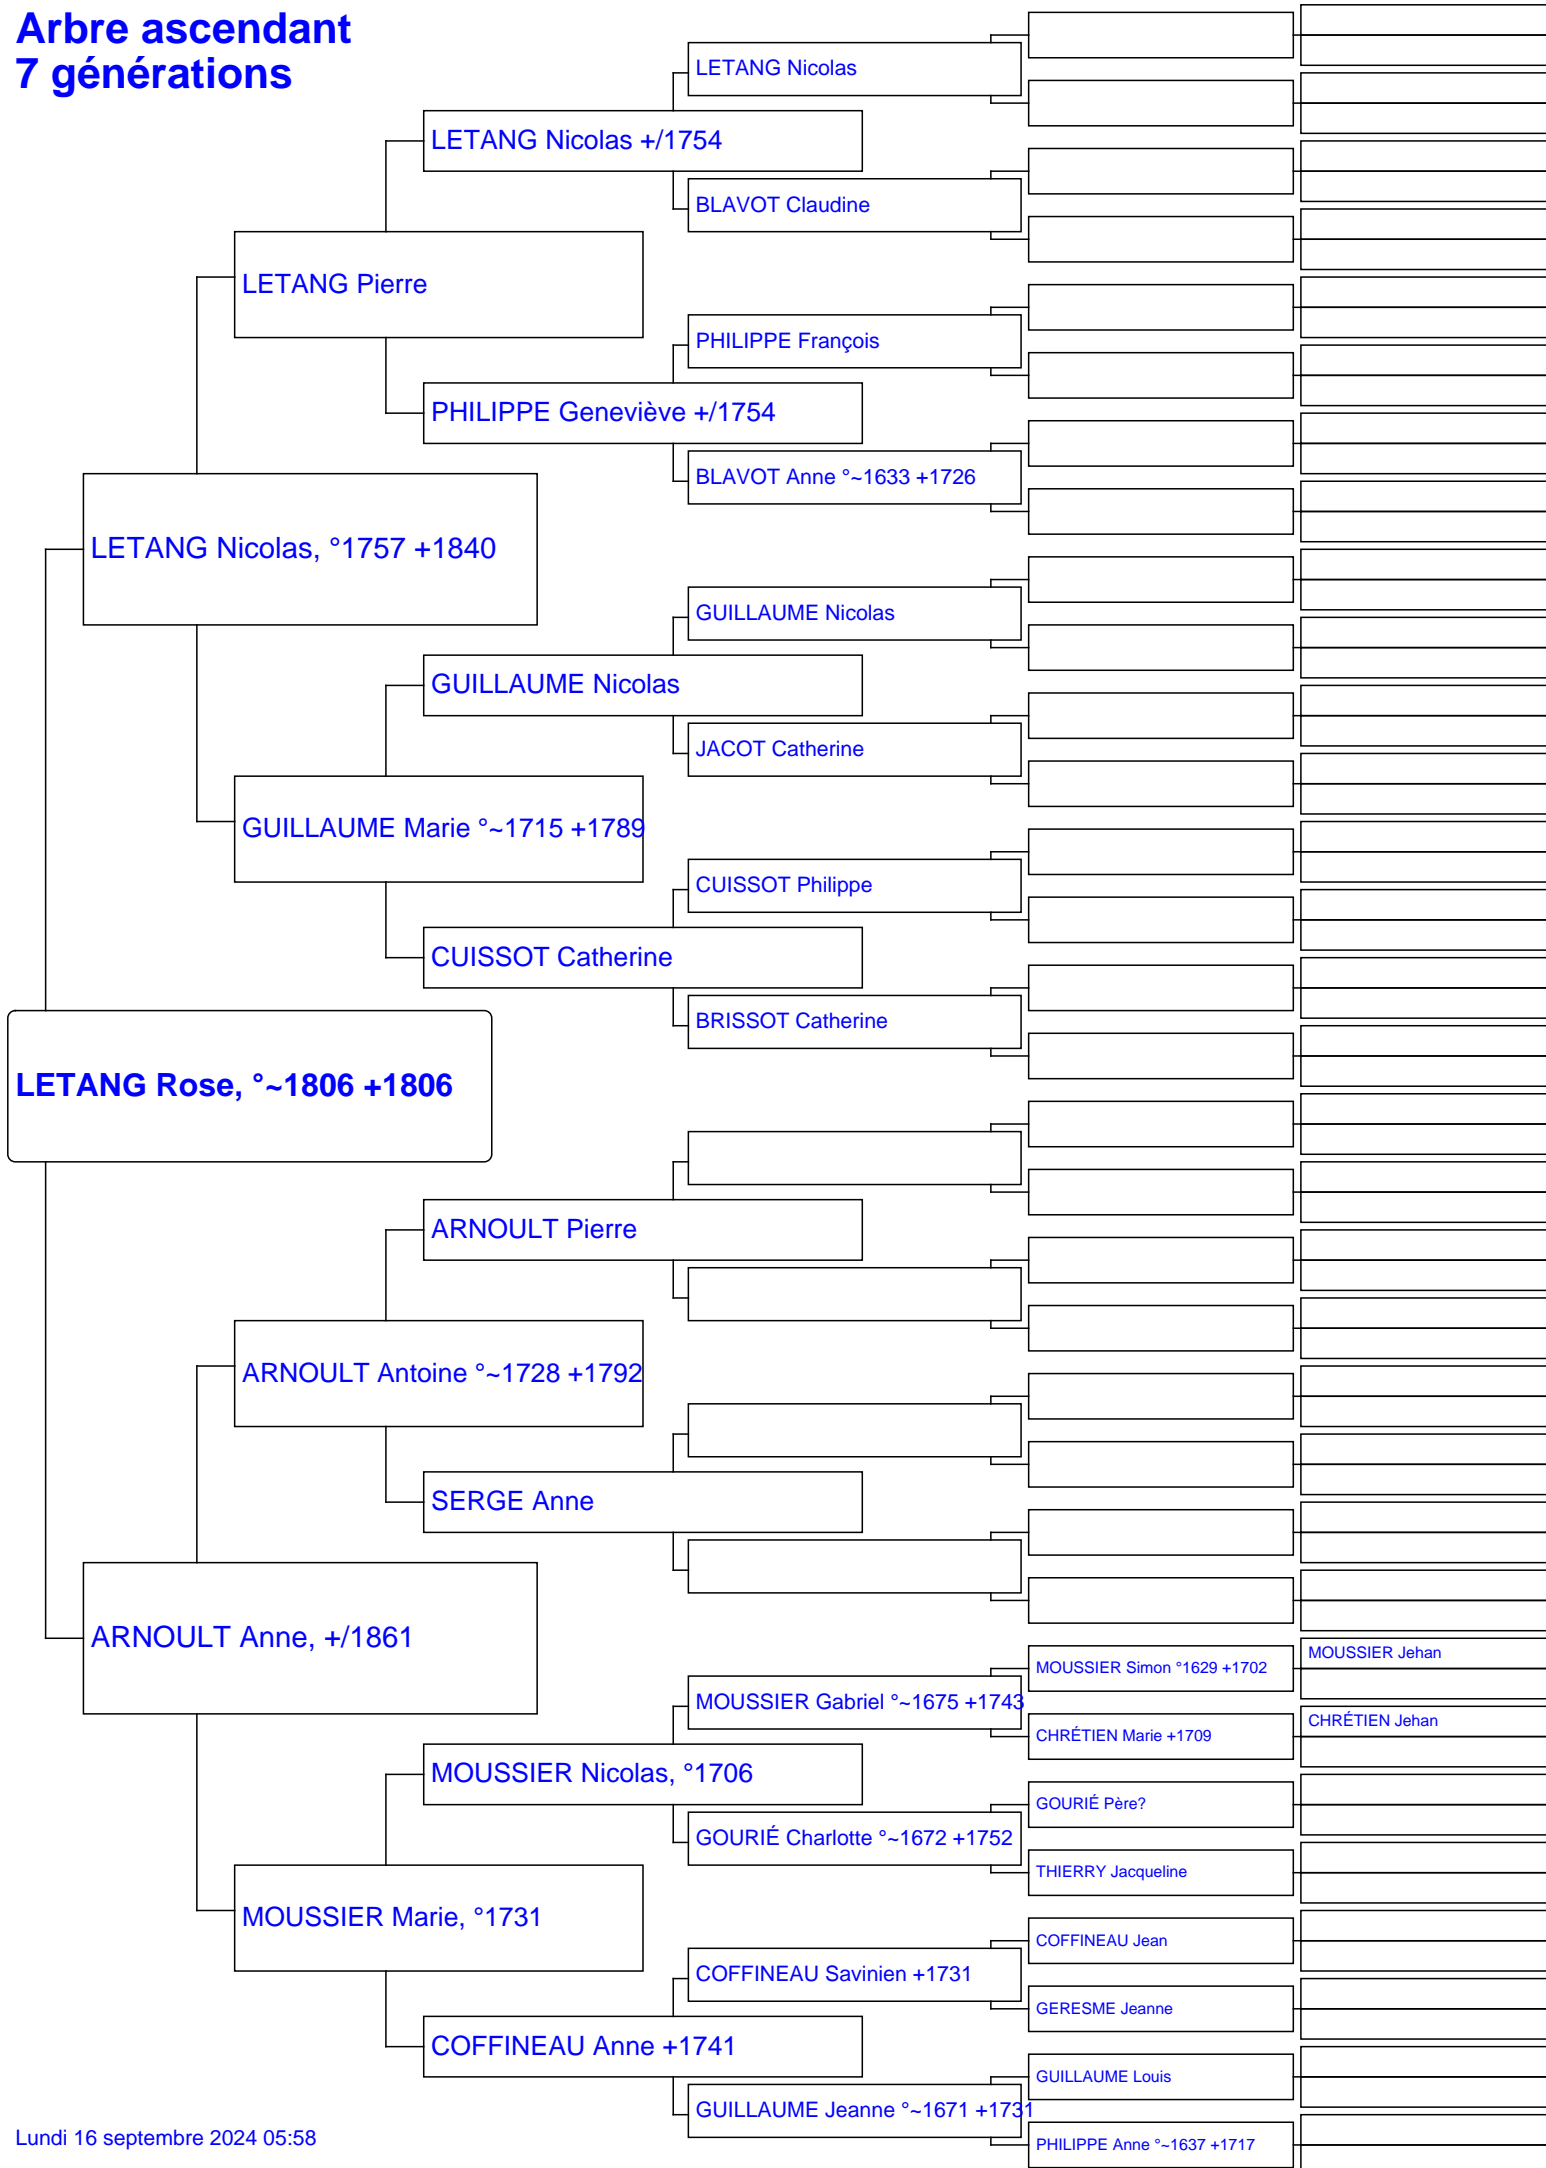 Arbre ascendant
7 générations
LETANG Nicolas
LETANG Nicolas +/1754
BLAVOT Claudine
LETANG Pierre
PHILIPPE François
PHILIPPE Geneviève +/1754
BLAVOT Anne °~1633 +1726
LETANG Nicolas, °1757 +1840
GUILLAUME Nicolas
GUILLAUME Nicolas
JACOT Catherine
GUILLAUME Marie °~1715 +1789
CUISSOT Philippe
CUISSOT Catherine
BRISSOT Catherine
LETANG Rose, °~1806 +1806
ARNOULT Pierre
ARNOULT Antoine °~1728 +1792
SERGE Anne
ARNOULT Anne, +/1861
MOUSSIER Jehan
MOUSSIER Simon °1629 +1702
MOUSSIER Gabriel °~1675 +1743
CHRÉTIEN Jehan
CHRÉTIEN Marie +1709
MOUSSIER Nicolas, °1706
GOURIÉ Père?
GOURIÉ Charlotte °~1672 +1752
THIERRY Jacqueline
MOUSSIER Marie, °1731
COFFINEAU Jean
COFFINEAU Savinien +1731
GERESME Jeanne
COFFINEAU Anne +1741
GUILLAUME Louis
GUILLAUME Jeanne °~1671 +1731
PHILIPPE Anne °~1637 +1717
Lundi 16 septembre 2024 05:58